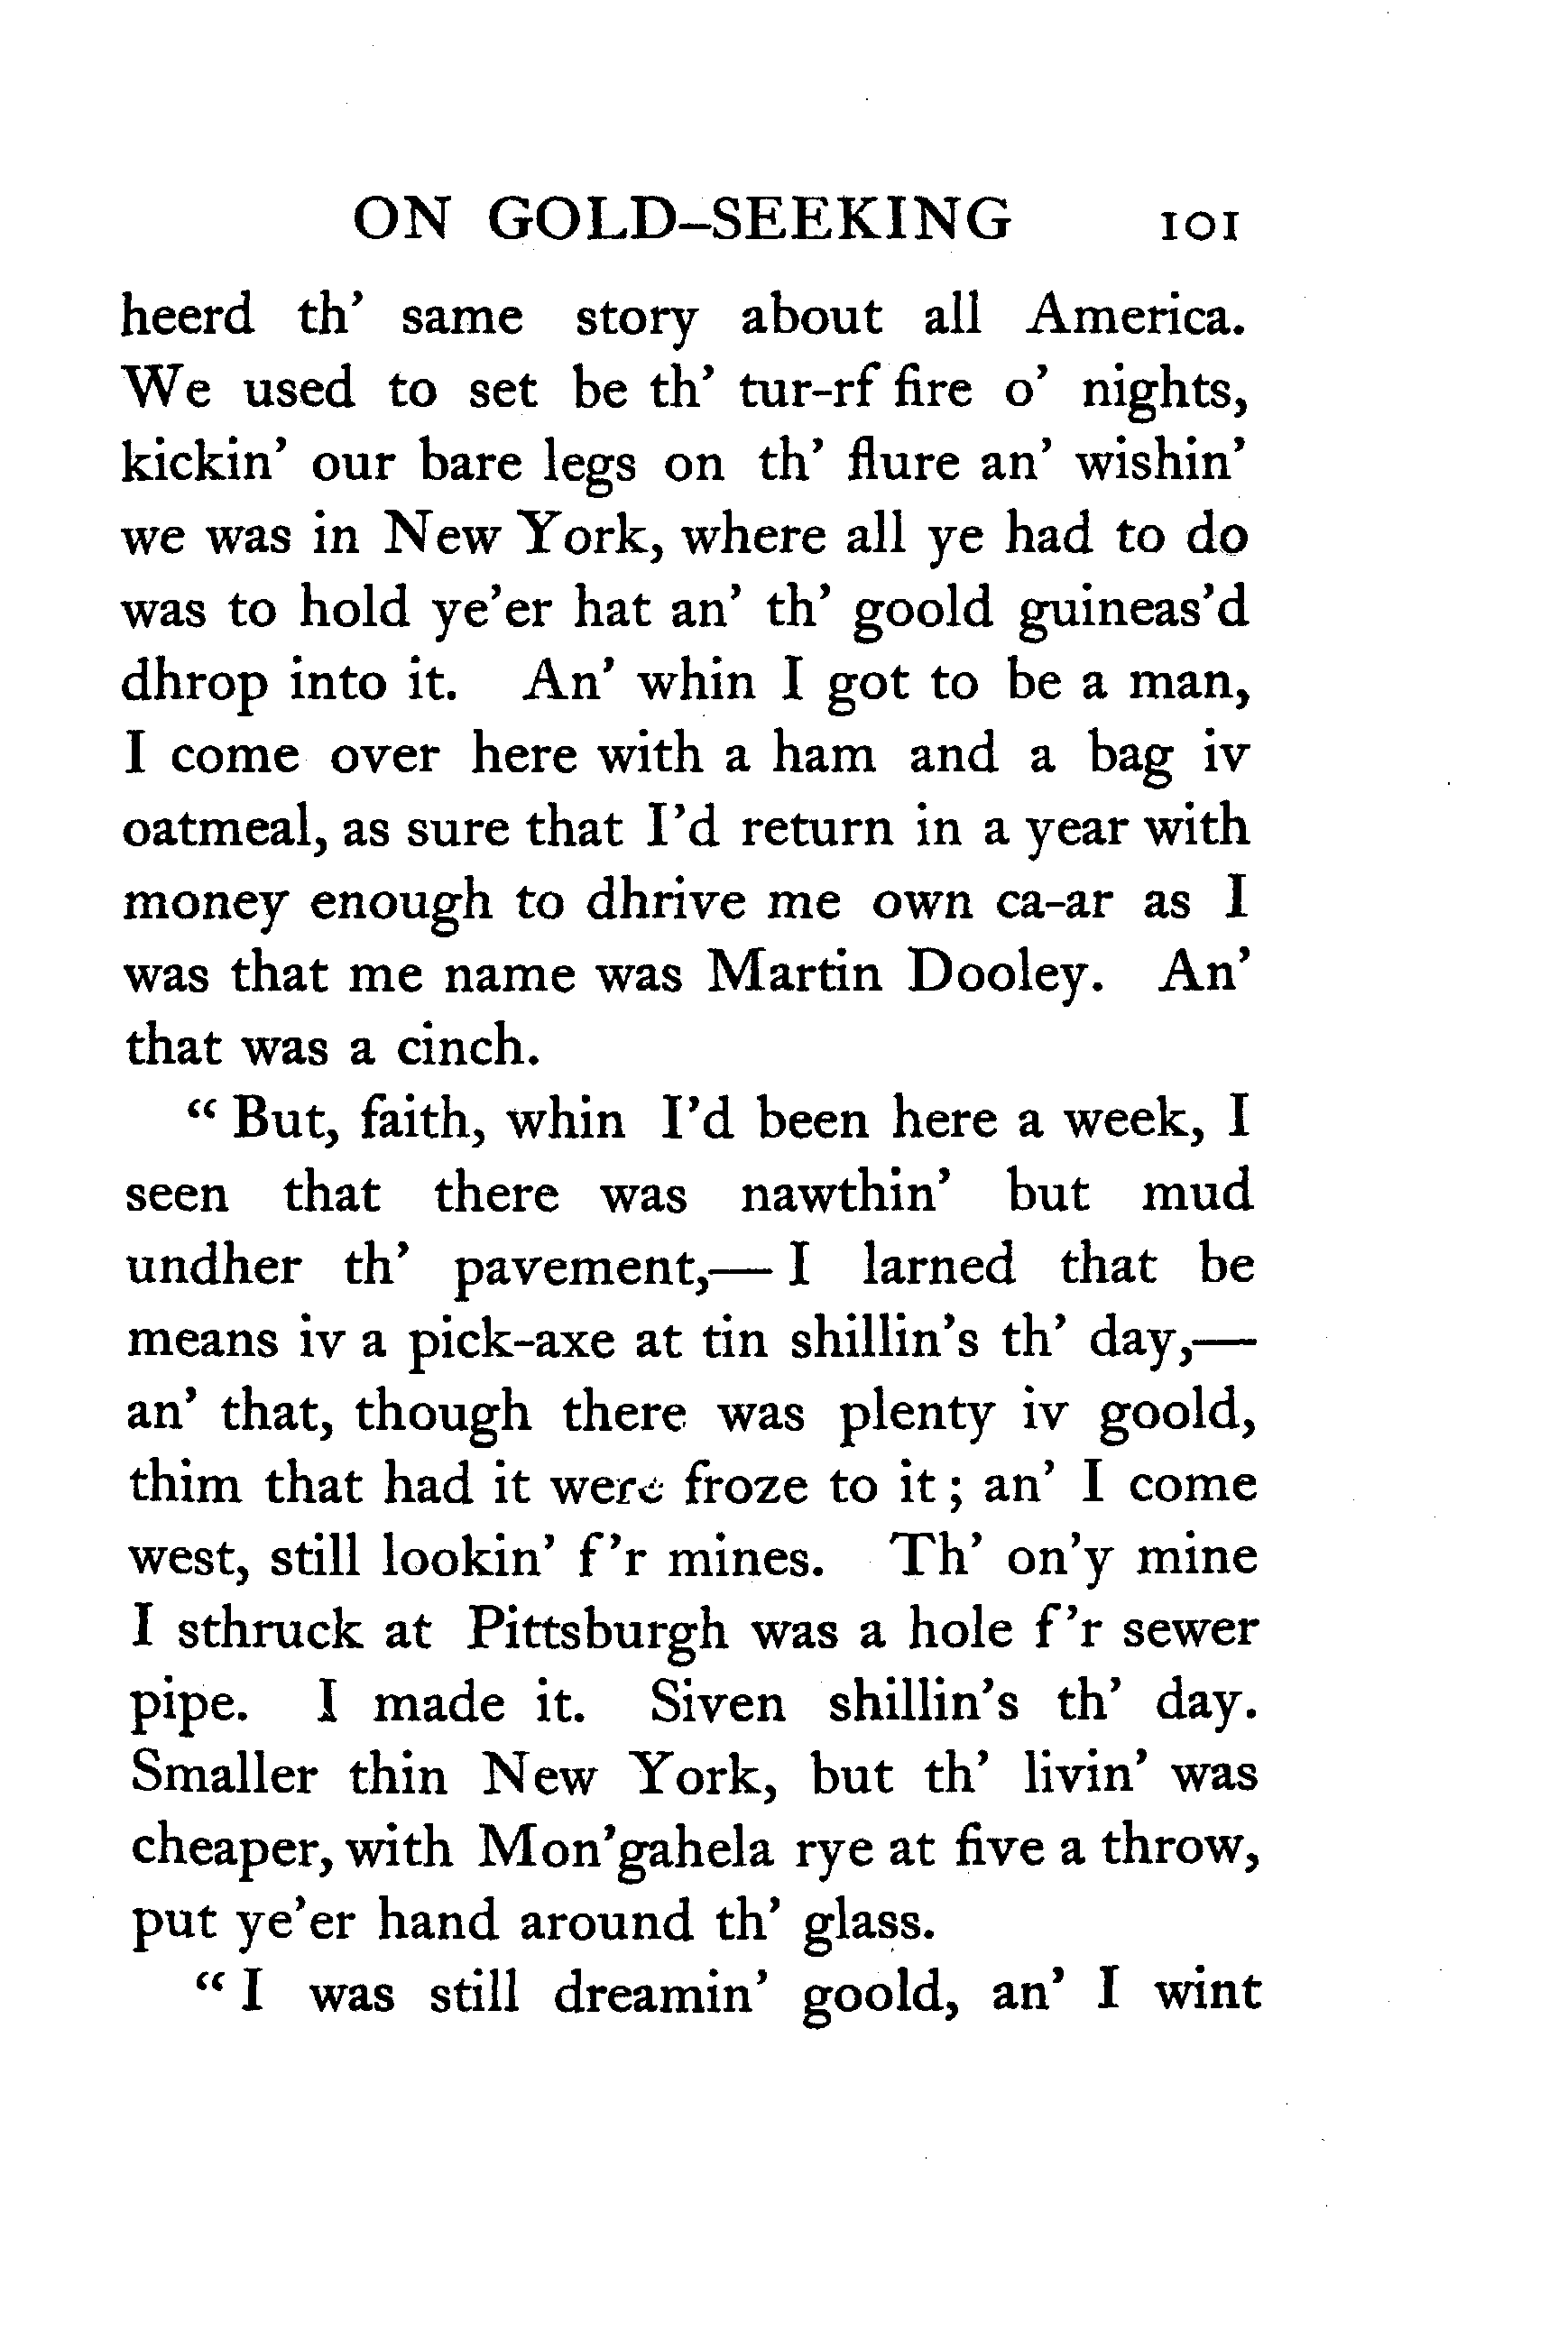 ON GOLD-SEEKING 101
heerd th' same story about all America.
We used to set be th' tur-rf fire o' nights,
kickin' our bare legs on th' flure an' wishin'
we was in New York, where all ye had to do
was to hold ye'er hat an' th' goold guineas'd
dhrop into it. An' whin I got to be a man,
I come over here with a ham and a bag iv
oatmeal, as sure that I'd return in a year with
money enough to dhrive me own ca-ar as I
was that me name was Martin Dooley. An'
that was a cinch.
“ But, faith, whin I'd been here a week, I
seen that there was nawthin' but mud
undher th' pavement,— I larned that be
means iv a pick-axe at tin shillin's th' day,—
an' that, though there was plenty iv goold,
thim that had it were froze to it ; an' I come
west, still lookin' f'r mines. Th' on'y mine
I sthruck at Pittsburgh was a hole f'r sewer
pipe. I made it. Siven shillin's th' day.
Smaller thin New York, but th' livin' was
cheaper, with Mon'gahela rye at five a throw,
put ye'er hand around th' glass.
“ I was still dreamin' goold, an' I wint